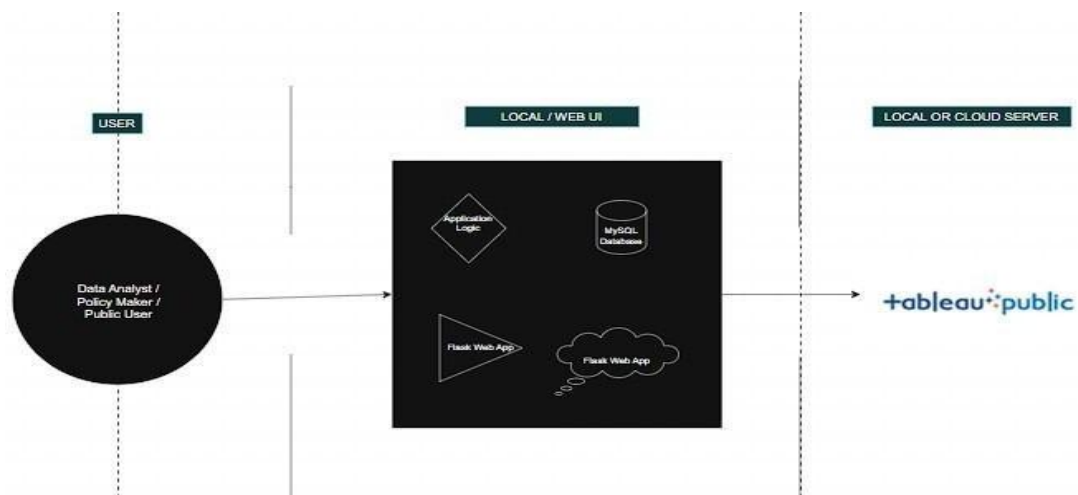 USER
LOCAL / WEB UI
LOCAL OR CLOUD SERVER
Application
Logic
MySQL
Database
Data Analyst /
Policy Maker /
Public User
+ableau public
Flask Web App
Flask Web App